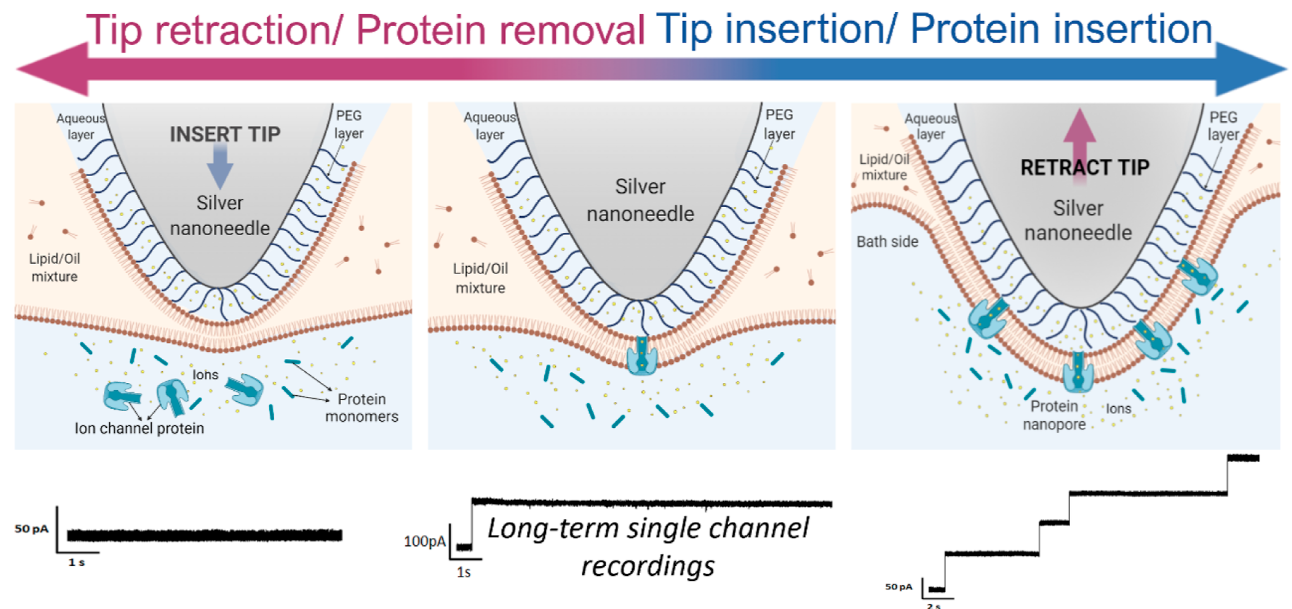 Tip retraction/ Protein removal Tip insertion/ Protein insertion
Aqueous
layer
INSERT TIP
PEG
layer
Silver
nanoneedle
Lipid/Oil
mixture
Iohs
Protein
monomers
Ion channel protein
50 pA
1 s
Aqueous
layer
PEG
layer
Silver
nanoneedle
Lipid/Oil
mixture
100pA
1s
Long-term single channel
recordings
Aqueous
layer
PEG
layer
Lipid/Oil
mixture
RETRACT TIP
Silver
nanoneedle
Bath side
Protein
nanopore
Ions
50 pA
2 s